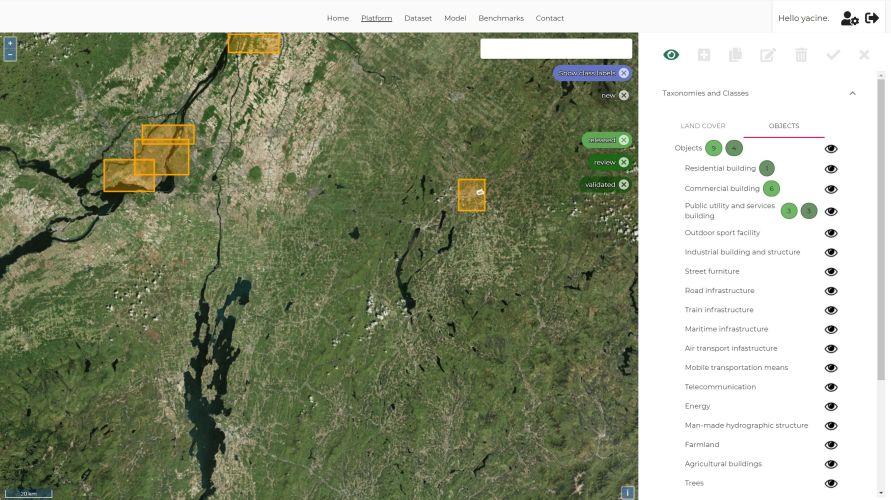 Home Platform Dataset Model Benchmarks Contact
Hello yacine.
+
−
Show class labels
new
released
review
validated
Taxonomies and Classes
LAND COVER OBJECTS
Objects 9 4
Residential building 1
Commercial building 6
Public utility and services
building 3 3
Outdoor sport facility
Industrial building and structure
Street furniture
Road infrastructure
Train infrastructure
Maritime infrastructure
Air transport infastructure
Mobile transportation means
Telecommunication
Energy
Man-made hydrographic structure
Farmland
Agricultural buildings
Trees
20 km
i